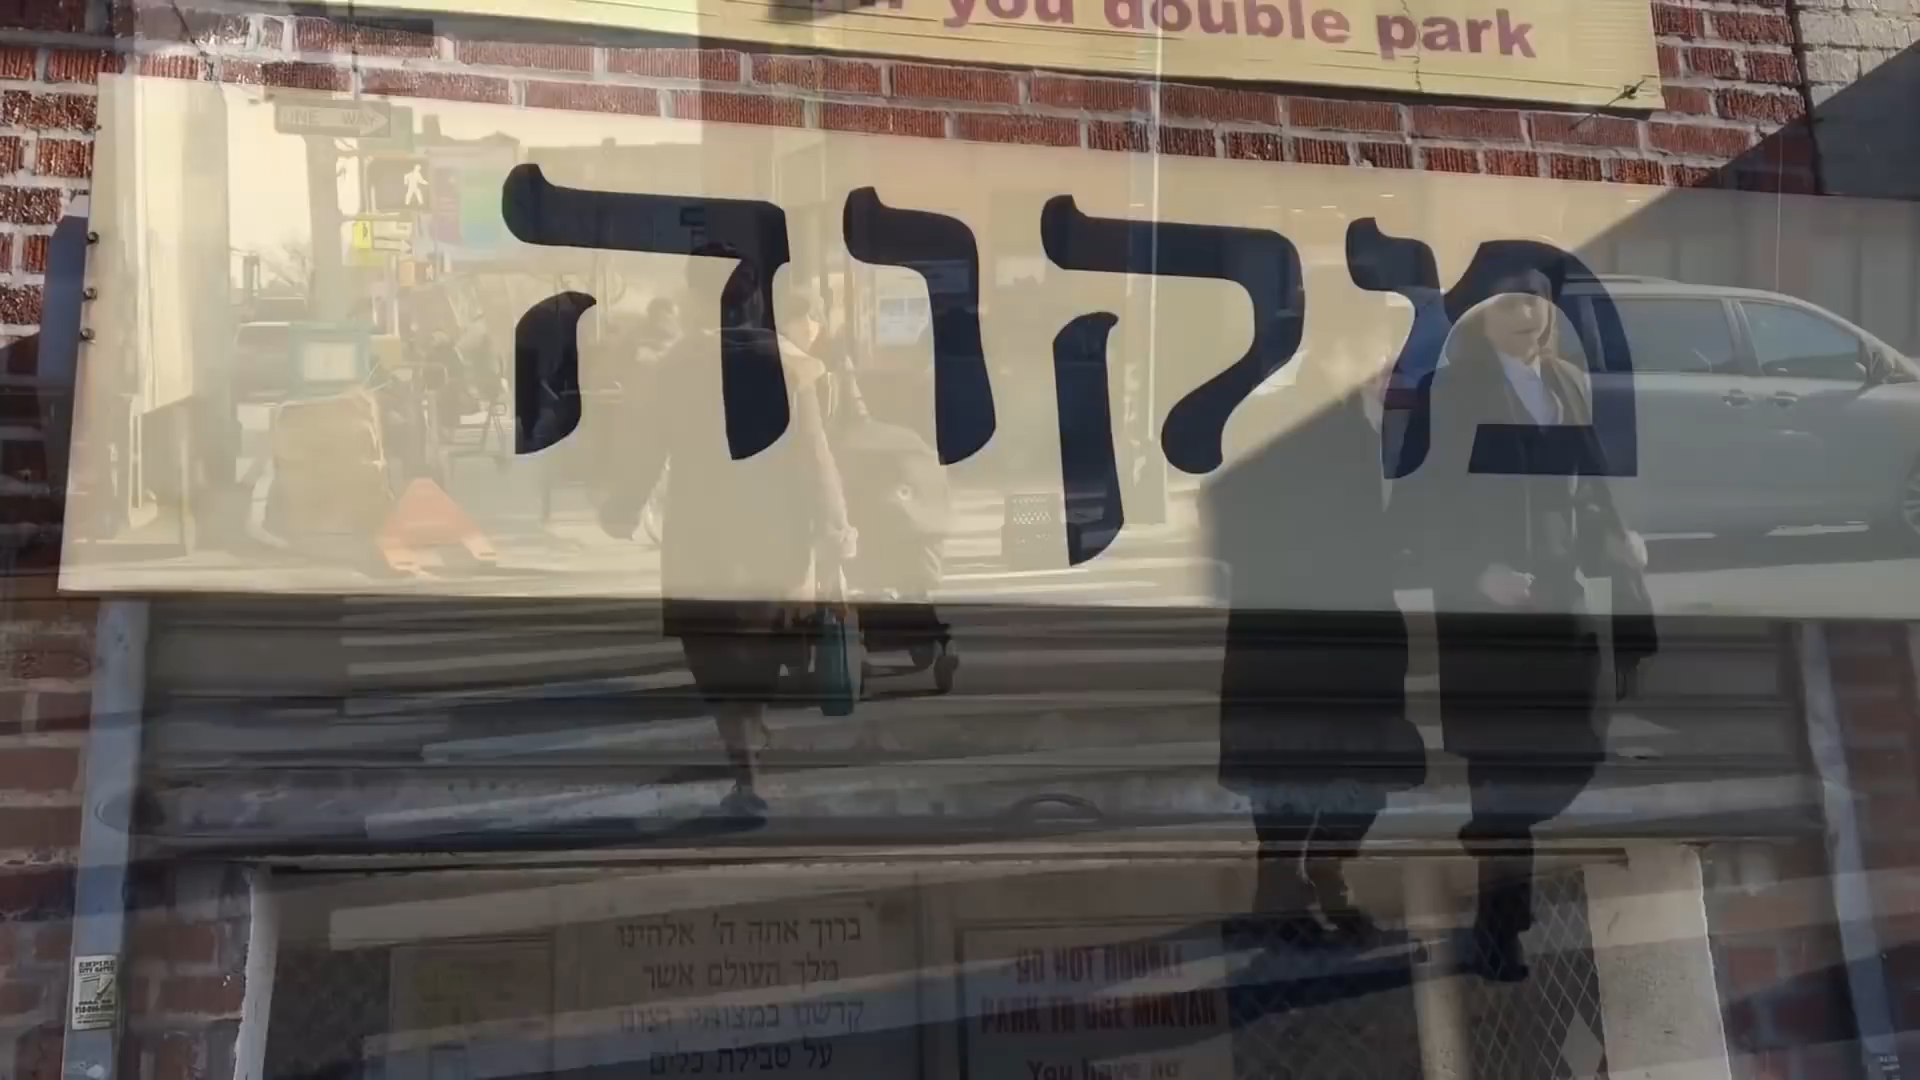 you double park
ONE WAY
מקוה
ברוך אתה ה' אלהינו
מלך העולם אשר
קדשנו במצותיו וצונו
על טבילת כלים
DO NOT DOUBLE
PARK TO USE MIKVAH
You have no
EMPIRE